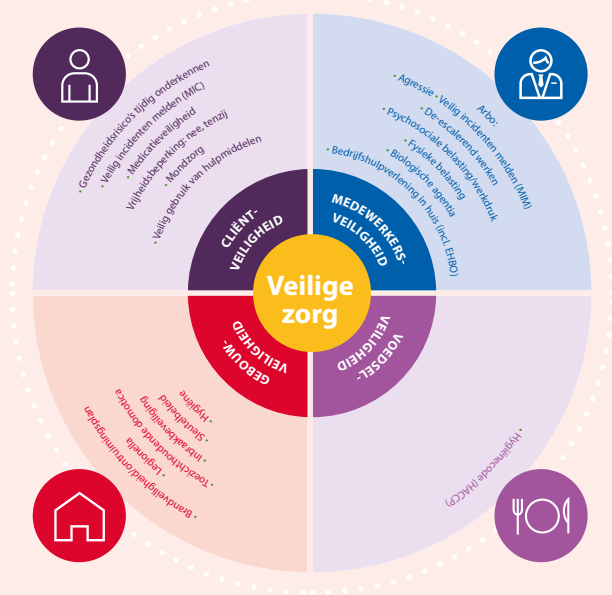 • Gezondheidsrisico's tijdig onderkennen
• Veilig incidenten melden (MIC)
• Medicatieveiligheid
Vrijheidsbeperking: nee, tenzij
• Mondzorg
• Veilig gebruik van hulpmiddelen
CLIËNT-
VEILIGHEID
Arbo:
• Agressie • Veilig incidenten melden (MIM)
• De-escalerend werken
• Psychosociale belasting/werkdruk
• Fysieke belasting
• Biologische agentia
• Bedrijfshulpverlening in huis (incl. EHBO)
MEDEWERKERS-
VEILIGHEID
Veilige
zorg
GEBOUW-
VEILIGHEID
• Hygiëne
• Sleutelbeleid
• Inbraakbeveiliging
• Toezichthoudende domotica
• Legionella
• Brandveiligheid/ontruimingsplan
VOEDSEL-
VEILIGHEID
• Hygiënecode (HACCP)